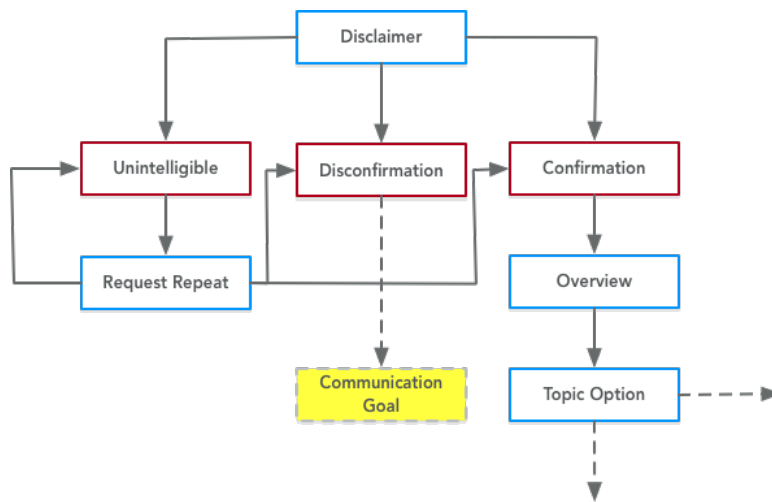 Disclaimer
Unintelligible
Disconfirmation
Confirmation
Request Repeat
Overview
Communication
Goal
Topic Option